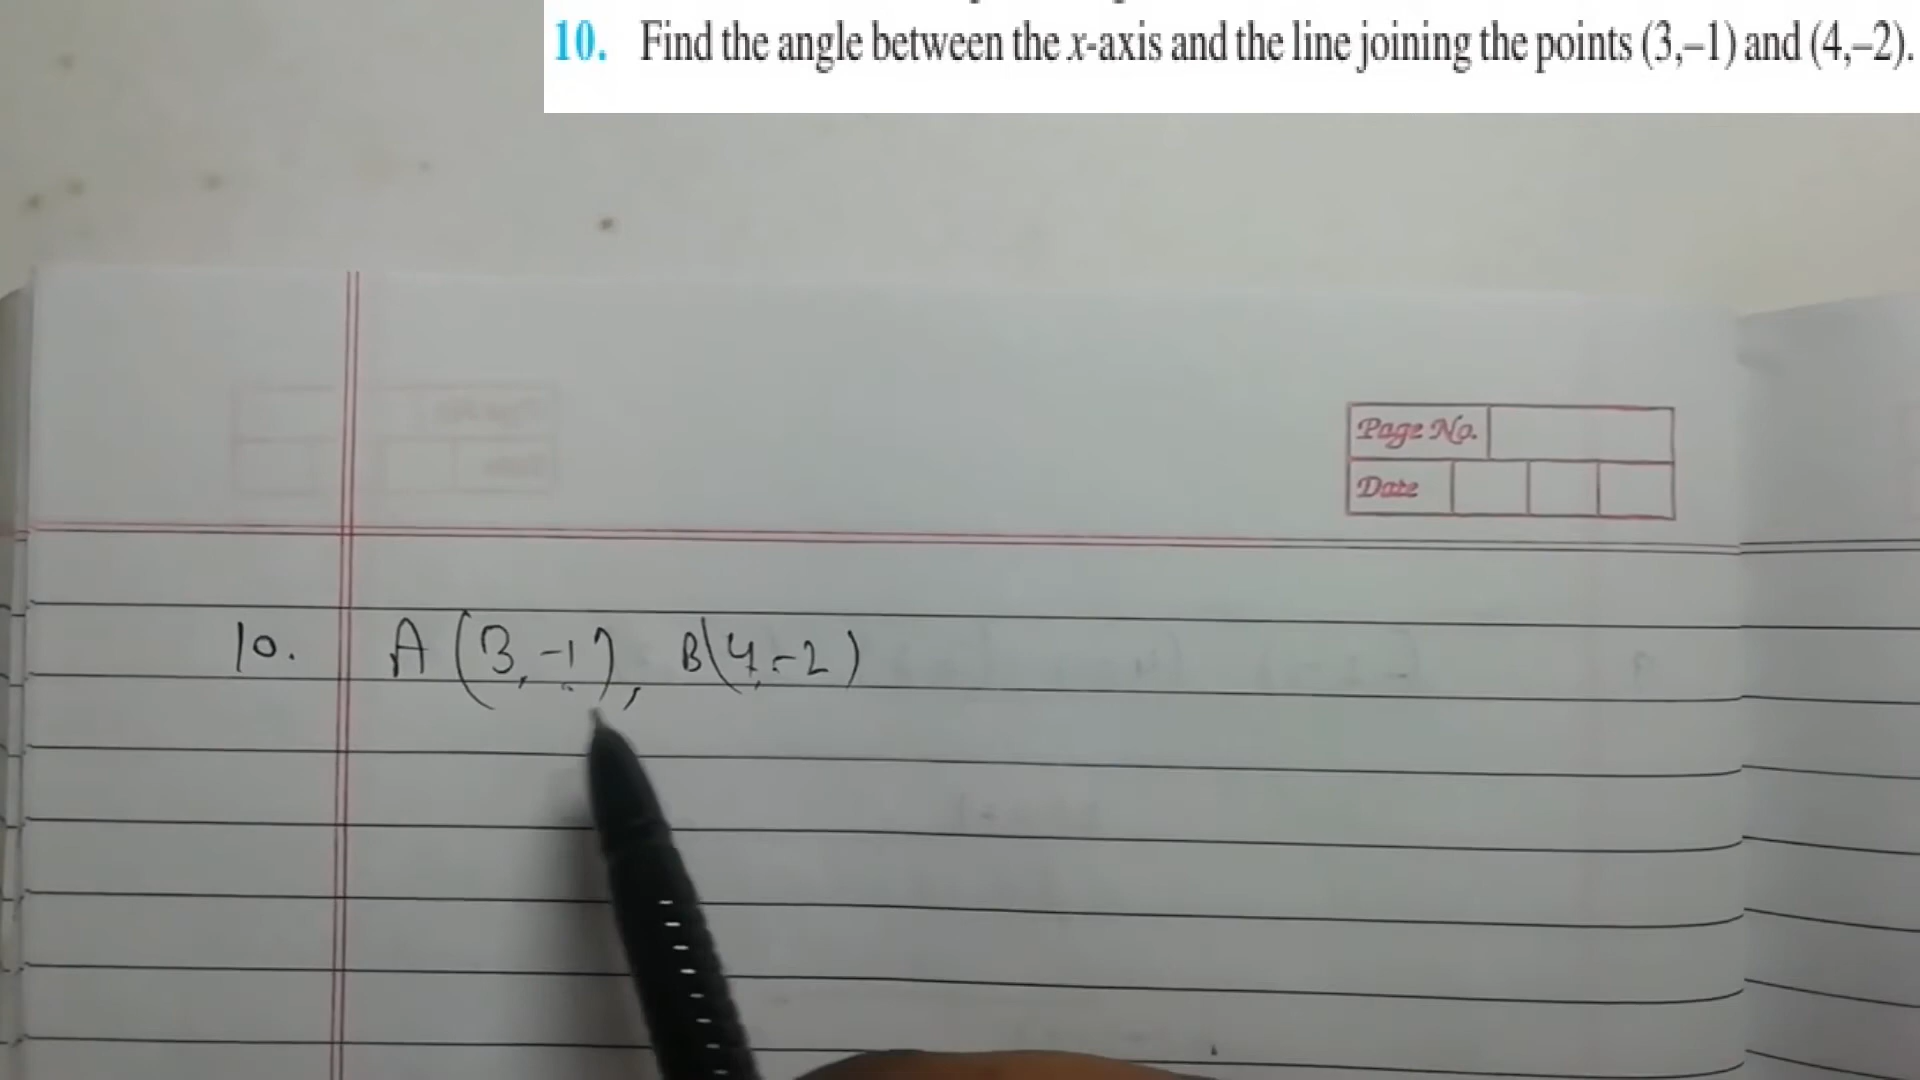 10. Find the angle between the x-axis and the line joining the points (3,–1) and (4,–2).
Page No.
Date
10. A (3, -1), B(4, -2)